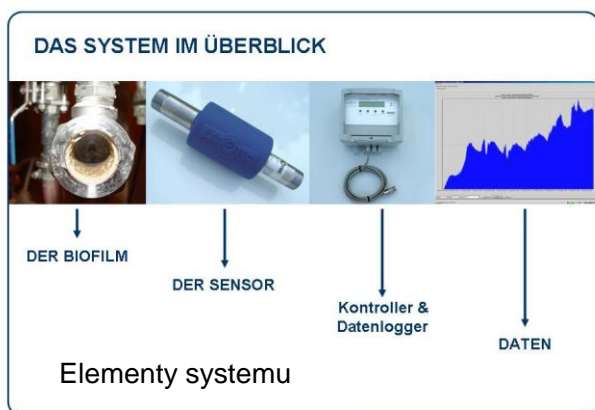 DAS SYSTEM IM ÜBERBLICK
DER BIOFILM
DER SENSOR
Kontroller &
Datenlogger
DATEN
Elementy systemu